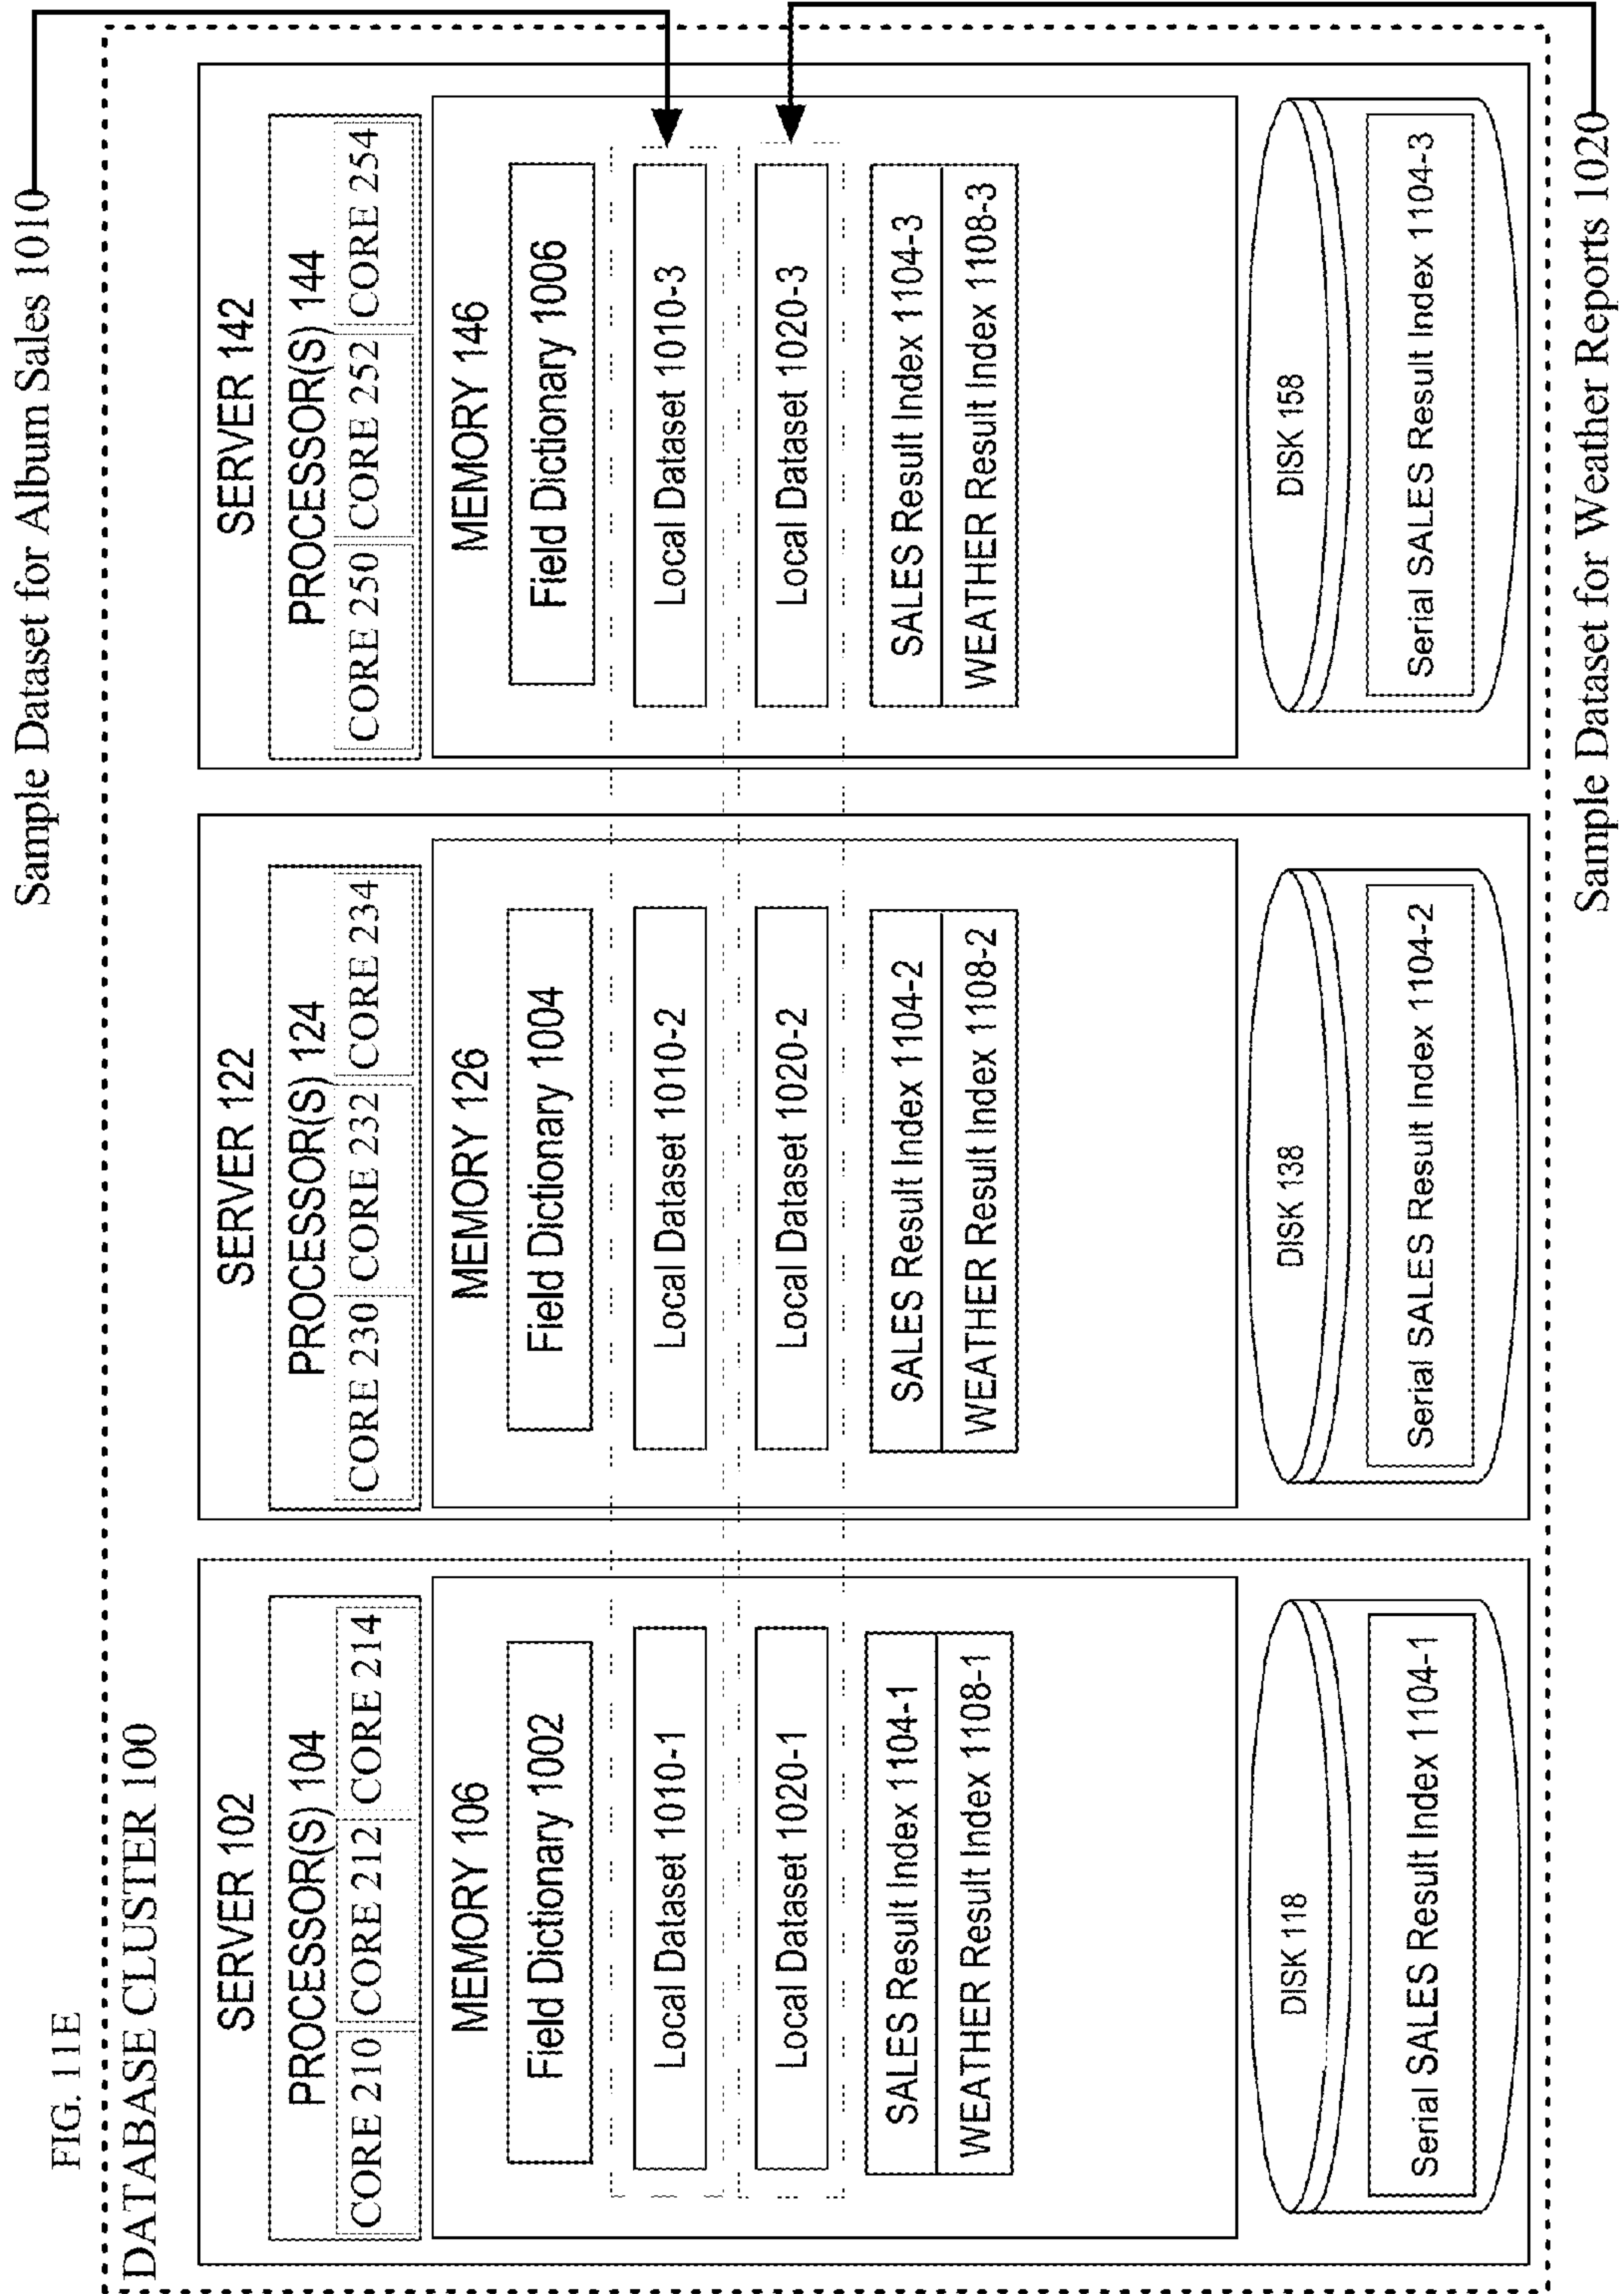 FIG. 11E
Sample Dataset for Album Sales 1010
DATABASE CLUSTER 100
SERVER 102
PROCESSOR(S) 104
CORE 210
CORE 212
CORE 214
MEMORY 106
Field Dictionary 1002
Local Dataset 1010-1
Local Dataset 1020-1
SALES Result Index 1104-1
WEATHER Result Index 1108-1
DISK 118
Serial SALES Result Index 1104-1
SERVER 122
PROCESSOR(S) 124
CORE 230
CORE 232
CORE 234
MEMORY 126
Field Dictionary 1004
Local Dataset 1010-2
Local Dataset 1020-2
SALES Result Index 1104-2
WEATHER Result Index 1108-2
DISK 138
Serial SALES Result Index 1104-2
SERVER 142
PROCESSOR(S) 144
CORE 250
CORE 252
CORE 254
MEMORY 146
Field Dictionary 1006
Local Dataset 1010-3
Local Dataset 1020-3
SALES Result Index 1104-3
WEATHER Result Index 1108-3
DISK 158
Serial SALES Result Index 1104-3
Sample Dataset for Weather Reports 1020